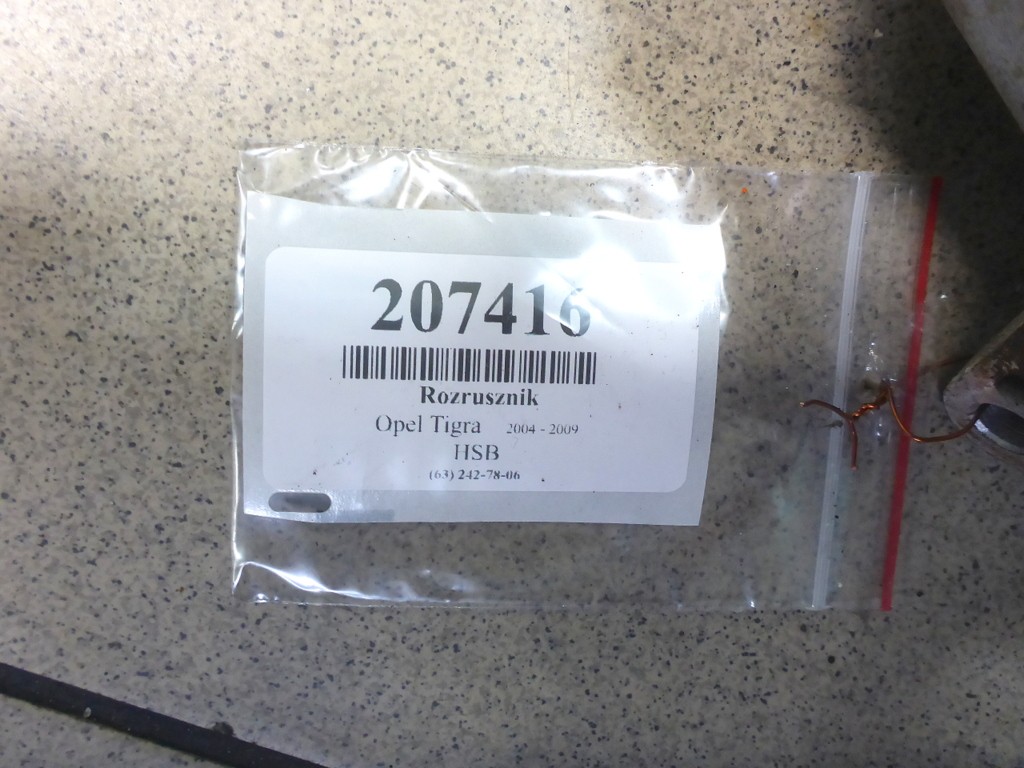 207416
Rozrusznik
Opel Tigra 2004 - 2009
HSB
(63) 242-78-06